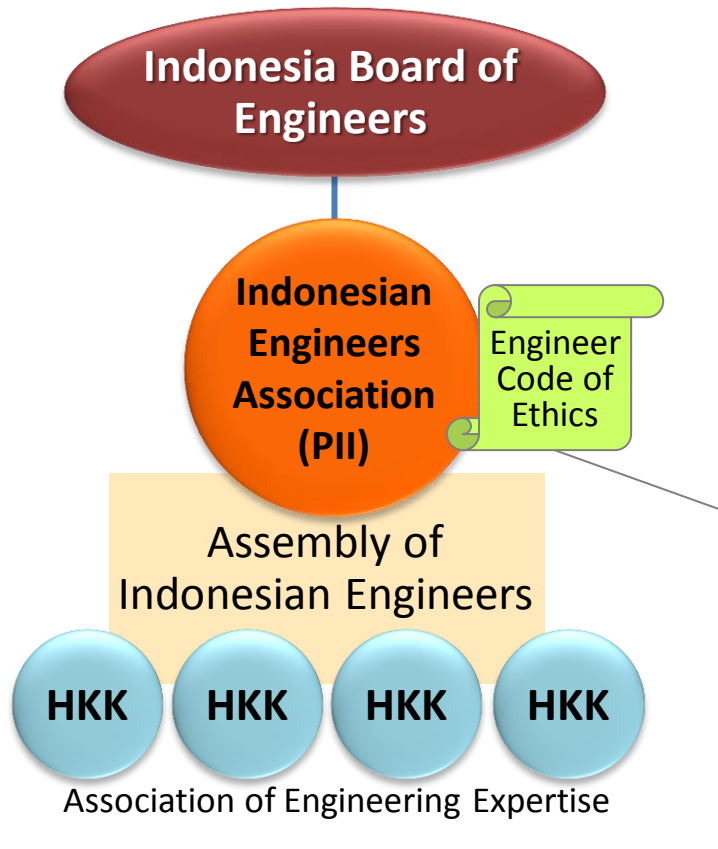 Indonesia Board of
Engineers
Indonesian
Engineers
Association
(PII)
Engineer
Code of
Ethics
Assembly of
Indonesian Engineers
HKK HKK HKK HKK
Association of Engineering Expertise